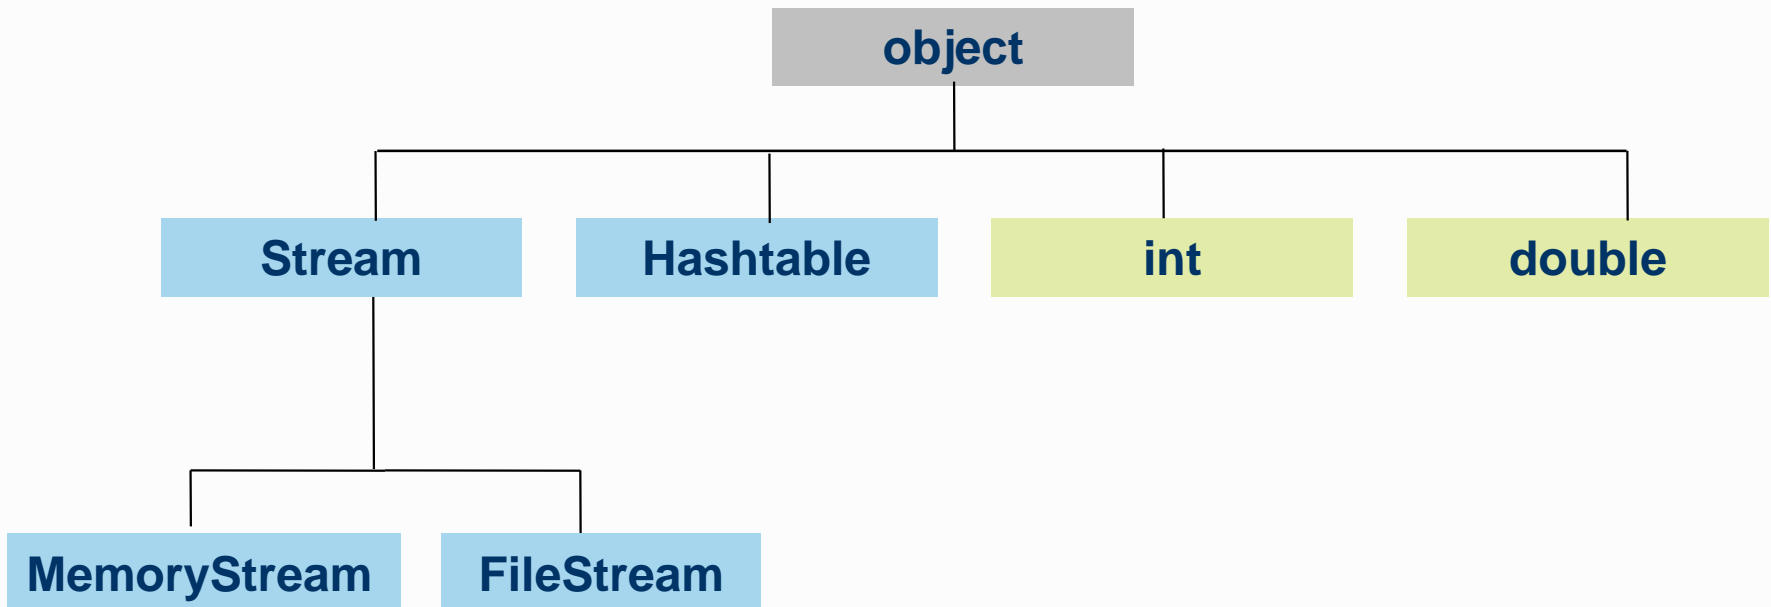 object
Stream
Hashtable
int
double
MemoryStream
FileStream